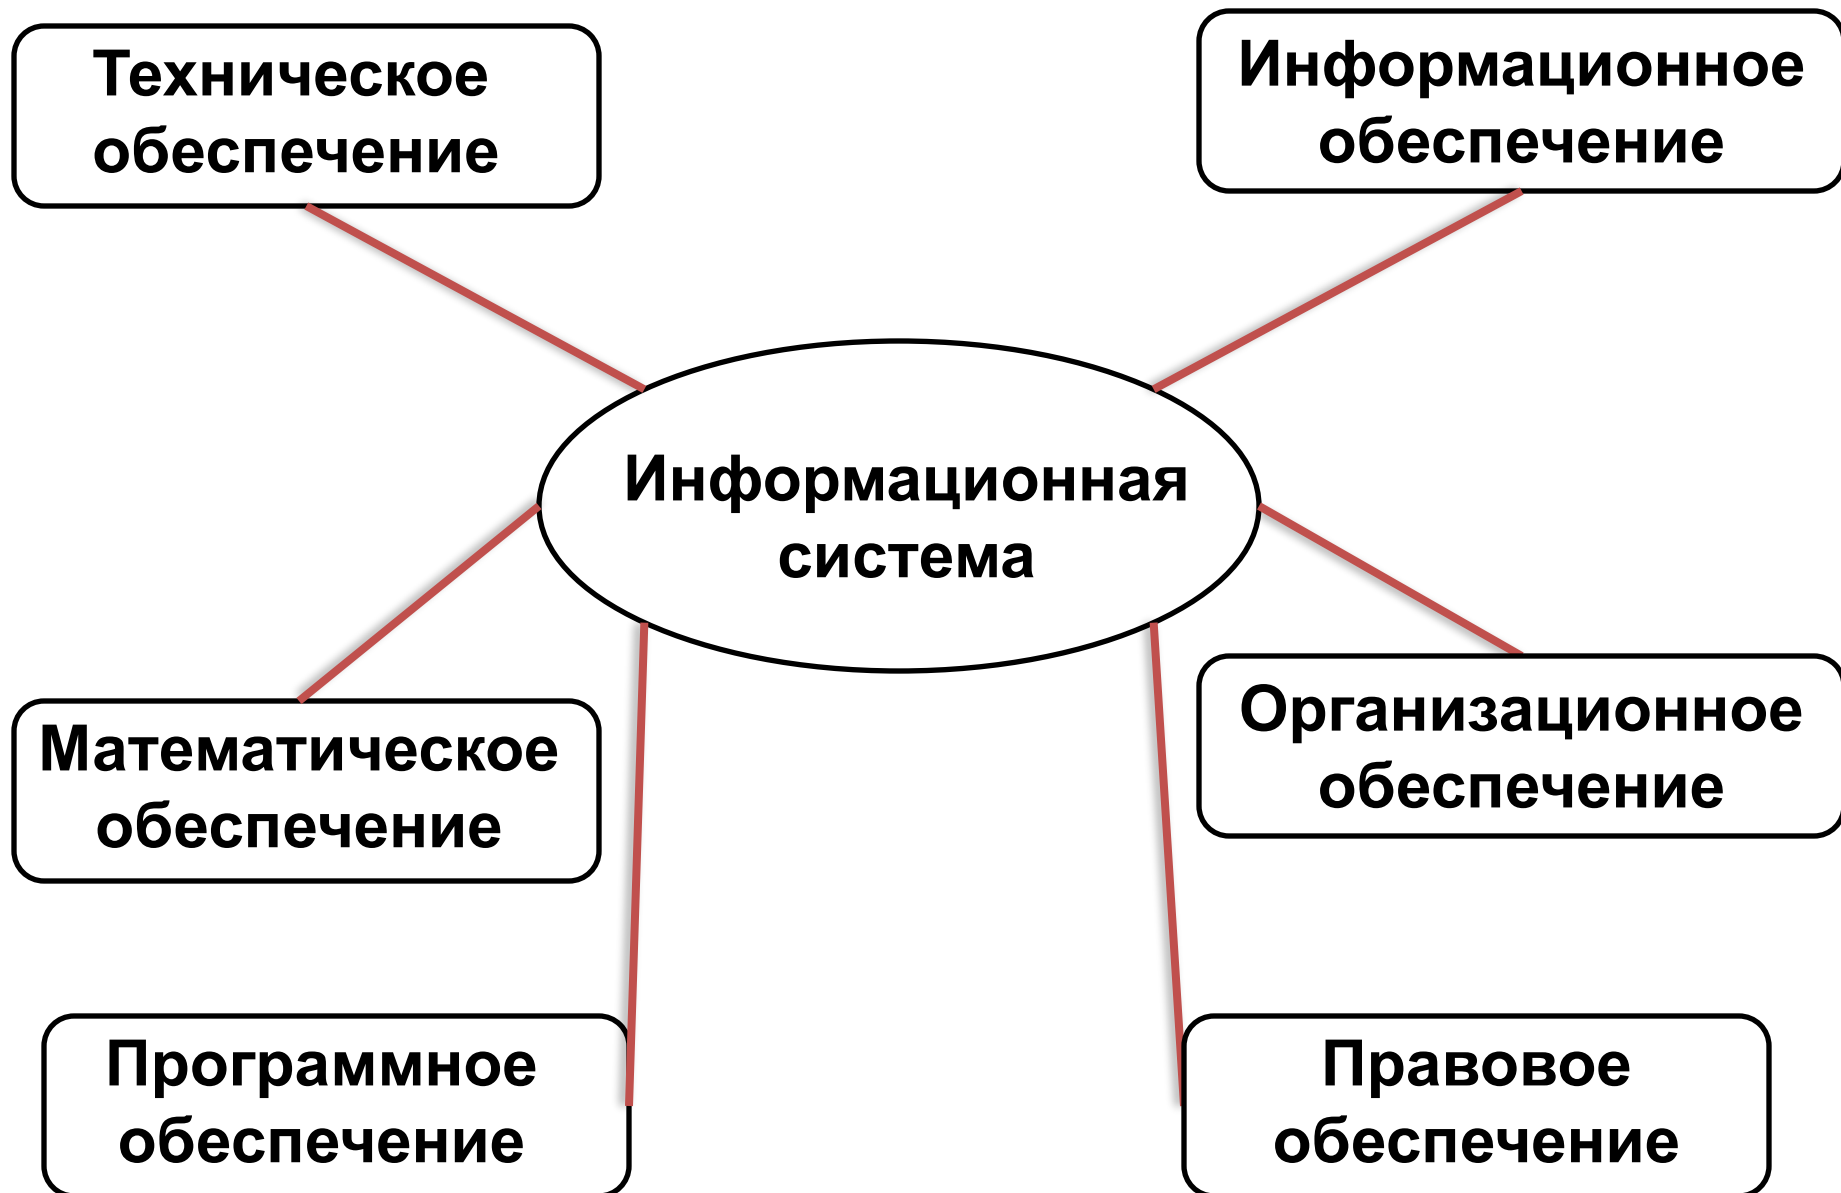 Техническое
обеспечение
Информационное
обеспечение
Информационная
система
Математическое
обеспечение
Организационное
обеспечение
Программное
обеспечение
Правовое
обеспечение